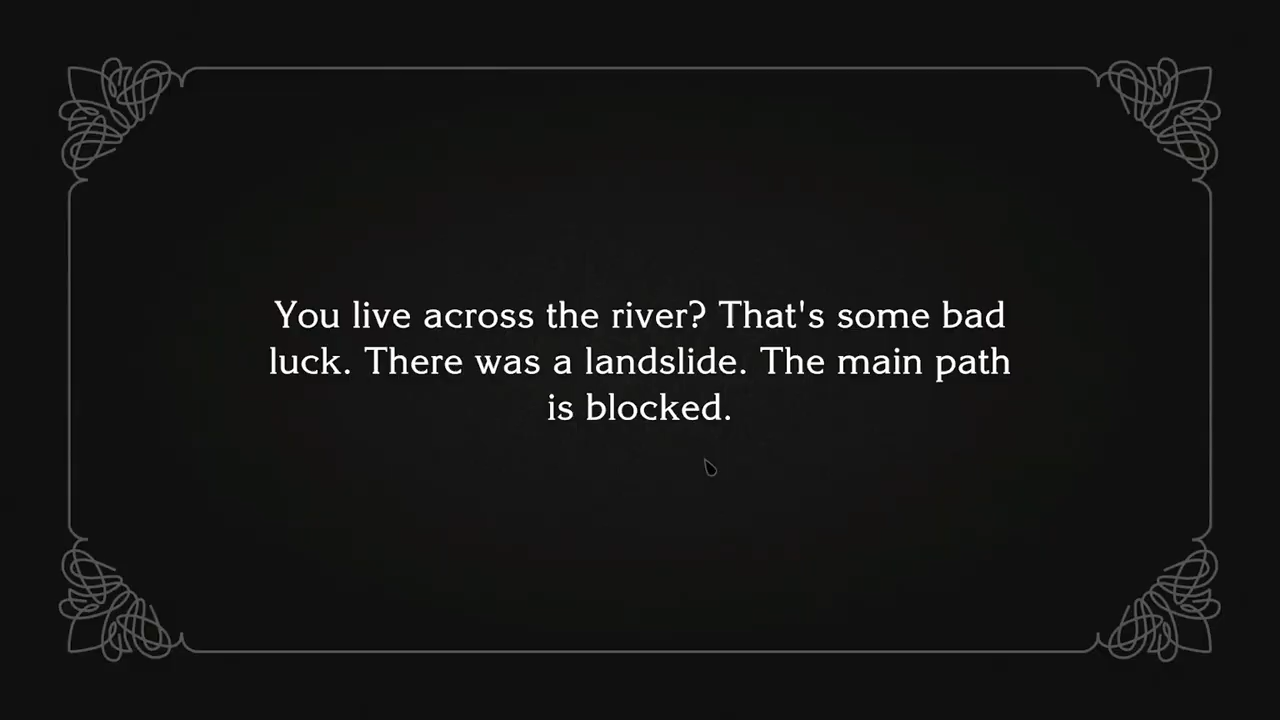 You live across the river? That's some bad
luck. There was a landslide. The main path
is blocked.